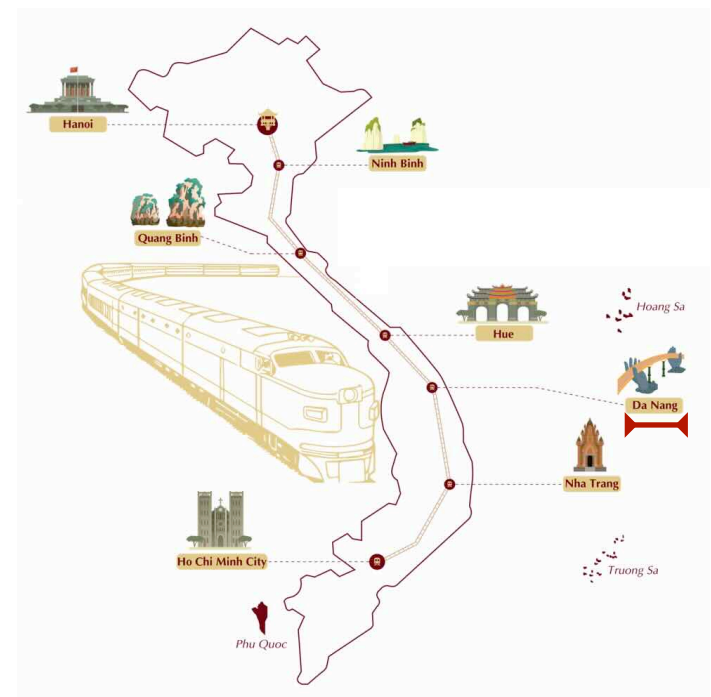 Hanoi
Ninh Binh
Quang Binh
Hue
Hoang Sa
Da Nang
Nha Trang
Ho Chi Minh City
Truong Sa
Phu Quoc